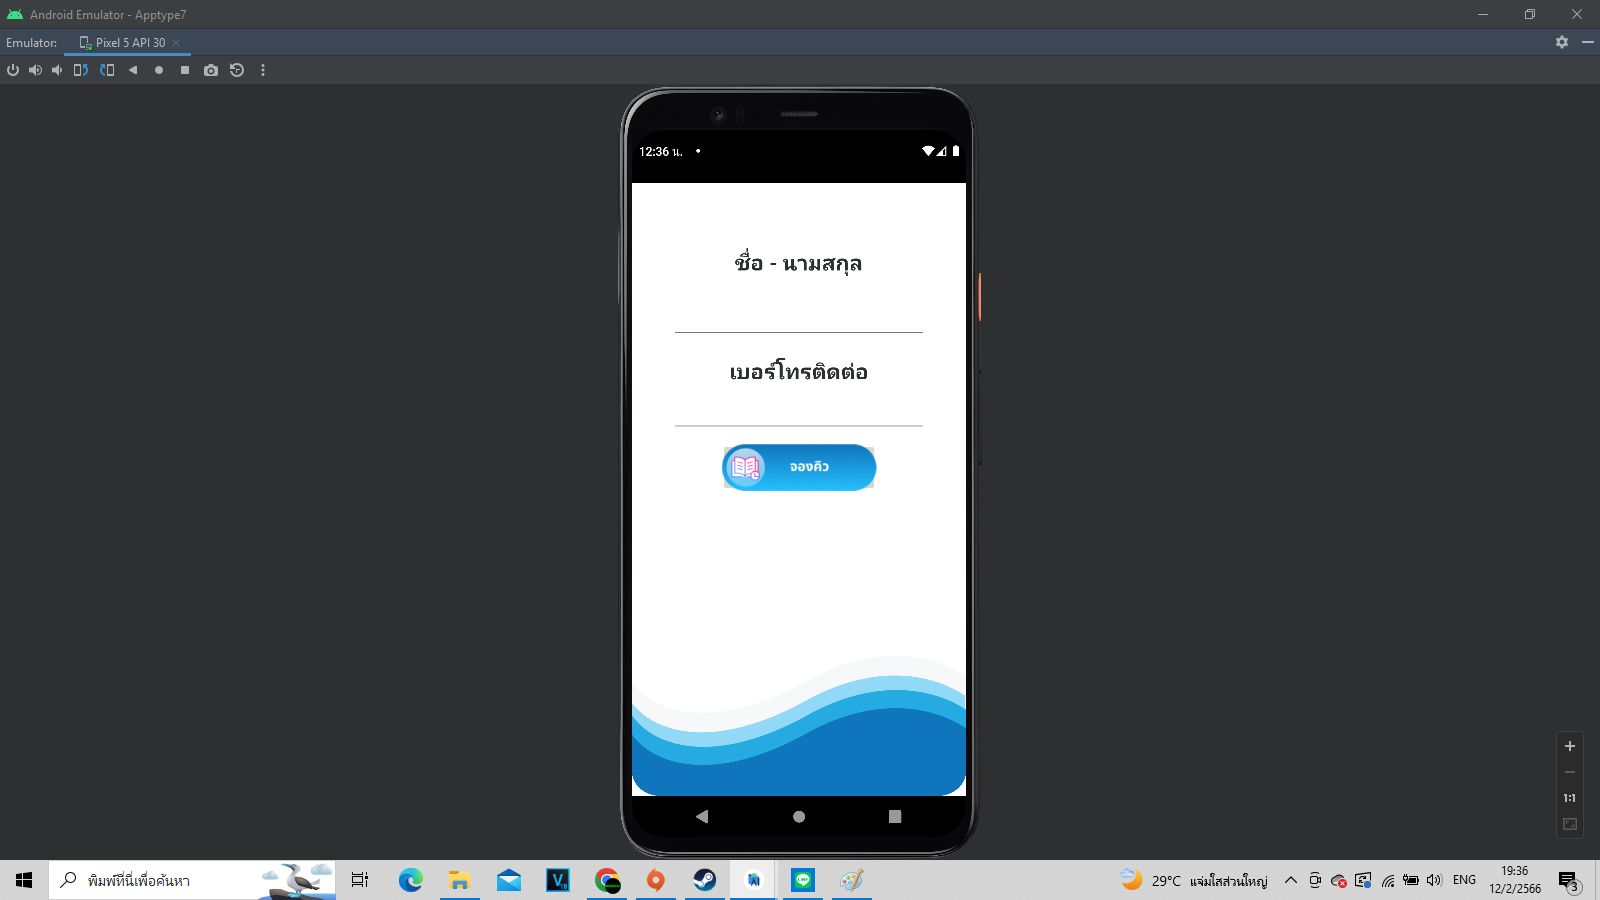 Android Emulator - Apptype7
Emulator:
Pixel 5 API 30
12:36 น.
ชื่อ - นามสกุล
เบอร์โทรติดต่อ
จองคิว
1:1
พิมพ์ที่นี่เพื่อค้นหา
29°C แจ่มใสส่วนใหญ่
ENG
19:36
12/2/2566
3